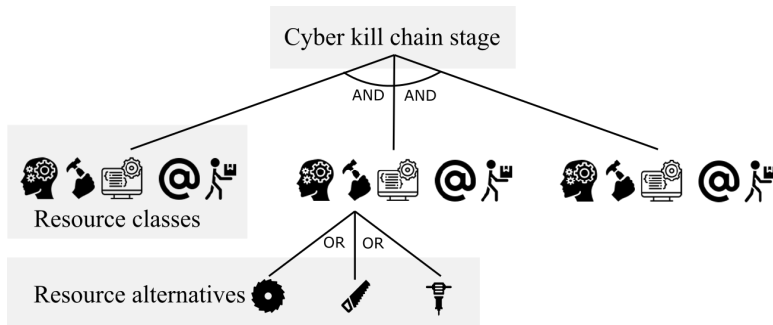 Cyber kill chain stage
AND AND
@ @ @
Resource classes
OR OR
Resource alternatives